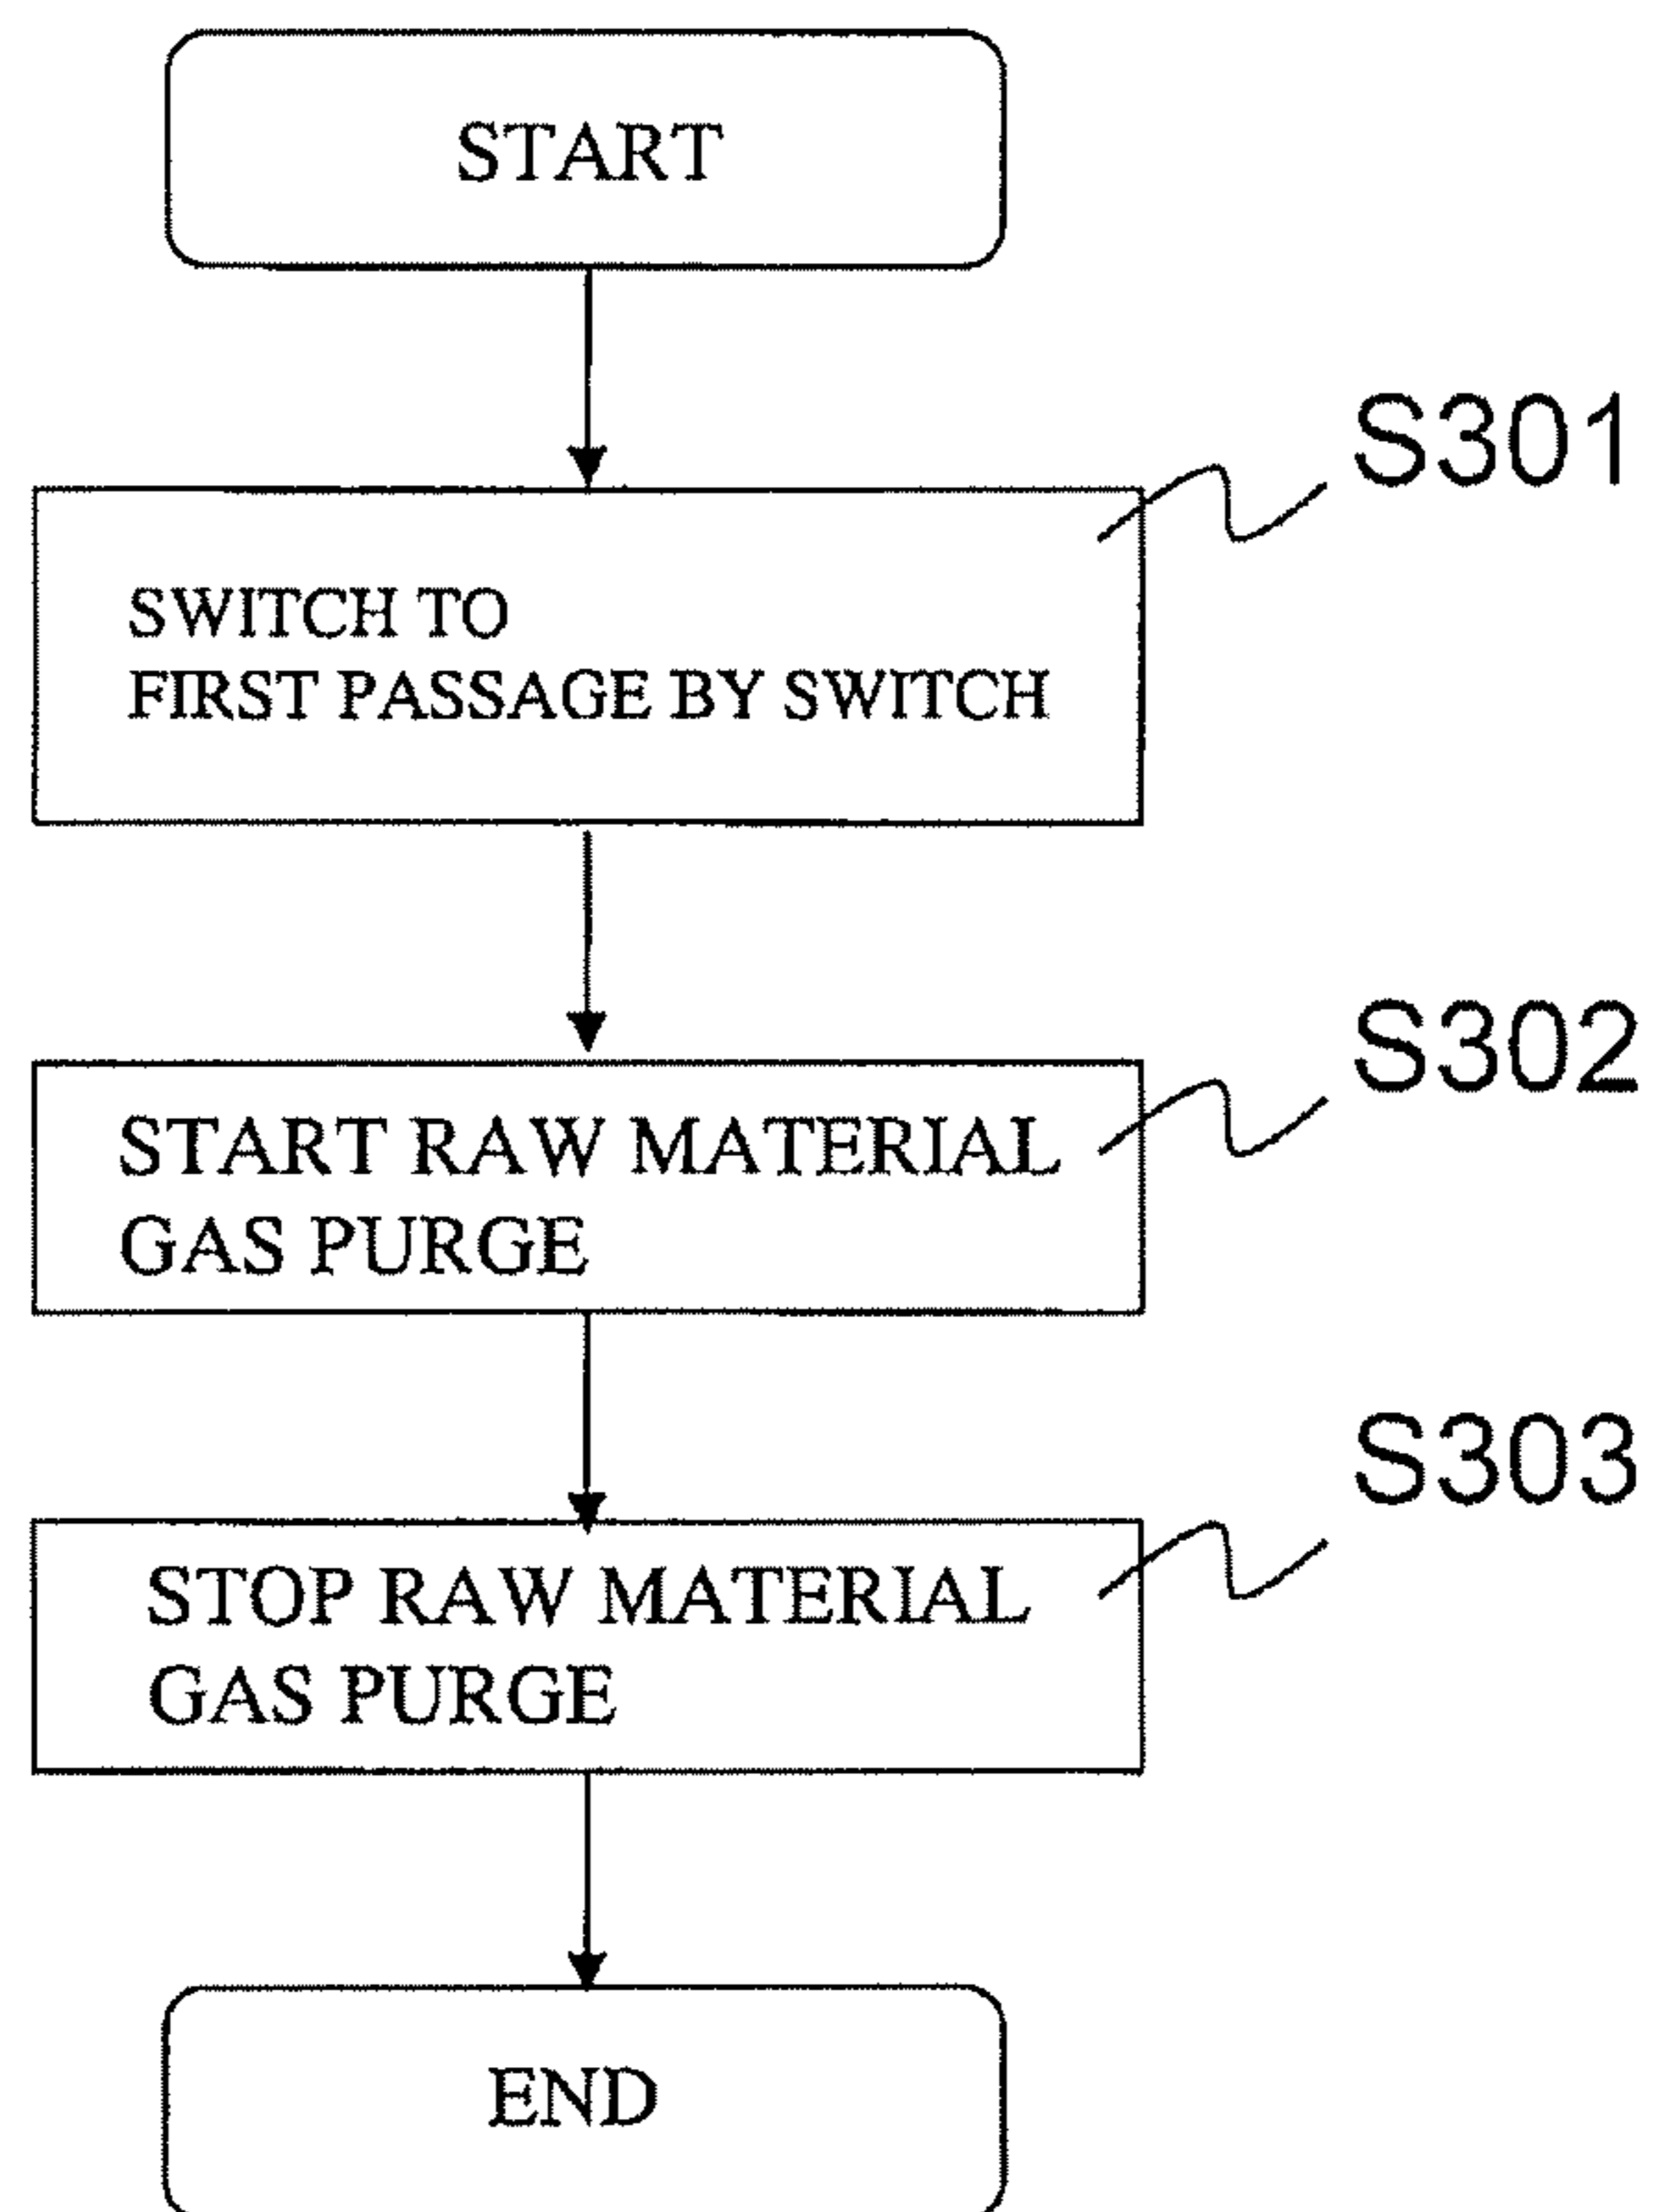 START
S301
SWITCH TO
FIRST PASSAGE BY SWITCH
S302
START RAW MATERIAL
GAS PURGE
S303
STOP RAW MATERIAL
GAS PURGE
END